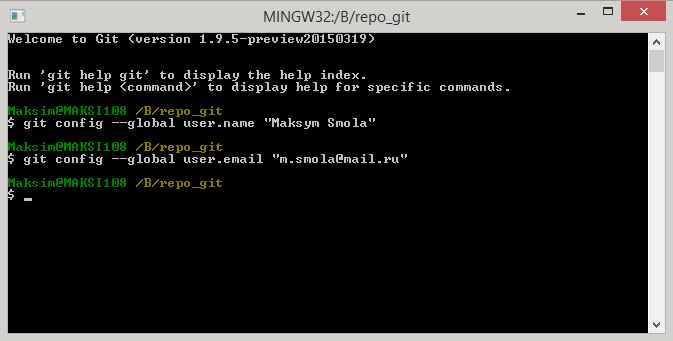 MINGW32:/B/repo_git
Welcome to Git (version 1.9.5-preview20150319)
Run 'git help git' to display the help index.
Run 'git help <command>' to display help for specific commands.
Maksim@MAKSI108 /B/repo_git
$ git config --global user.name "Maksym Smola"
Maksim@MAKSI108 /B/repo_git
$ git config --global user.email "m.smola@mail.ru"
Maksim@MAKSI108 /B/repo_git
$